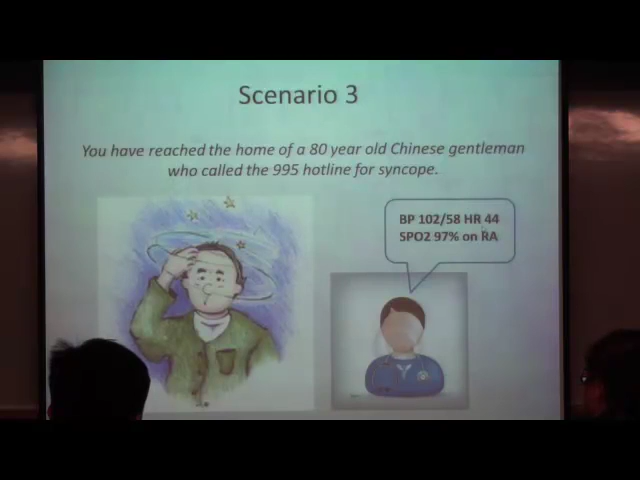 Scenario 3
You have reached the home of a 80 year old Chinese gentleman
who called the 995 hotline for syncope.
BP 102/58 HR 44
SPO2 97% on RA